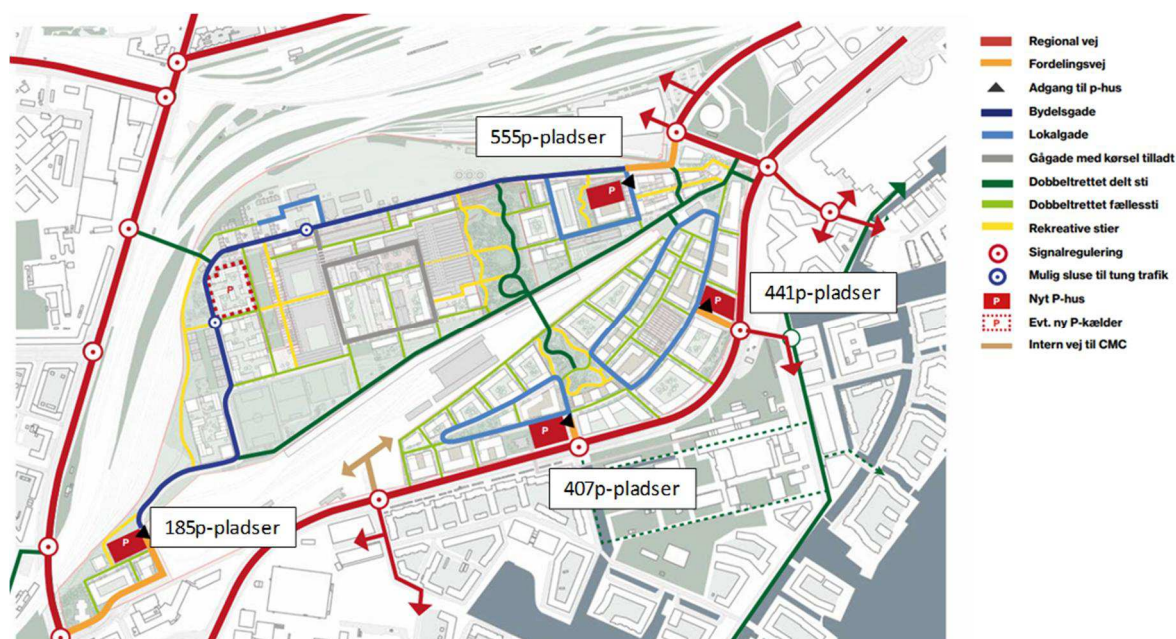 555p-pladser
441p-pladser
407p-pladser
185p-pladser
P
P
P
P
P
Regional vej
Fordelingsvej
Adgang til p-hus
Bydelsgade
Lokalgade
Gågade med kørsel tilladt
Dobbeltrettet delt sti
Dobbeltrettet fællessti
Rekreative stier
Signalregulering
Mulig sluse til tung trafik
P Nyt P-hus
P Evt. ny P-kælder
Intern vej til CMC